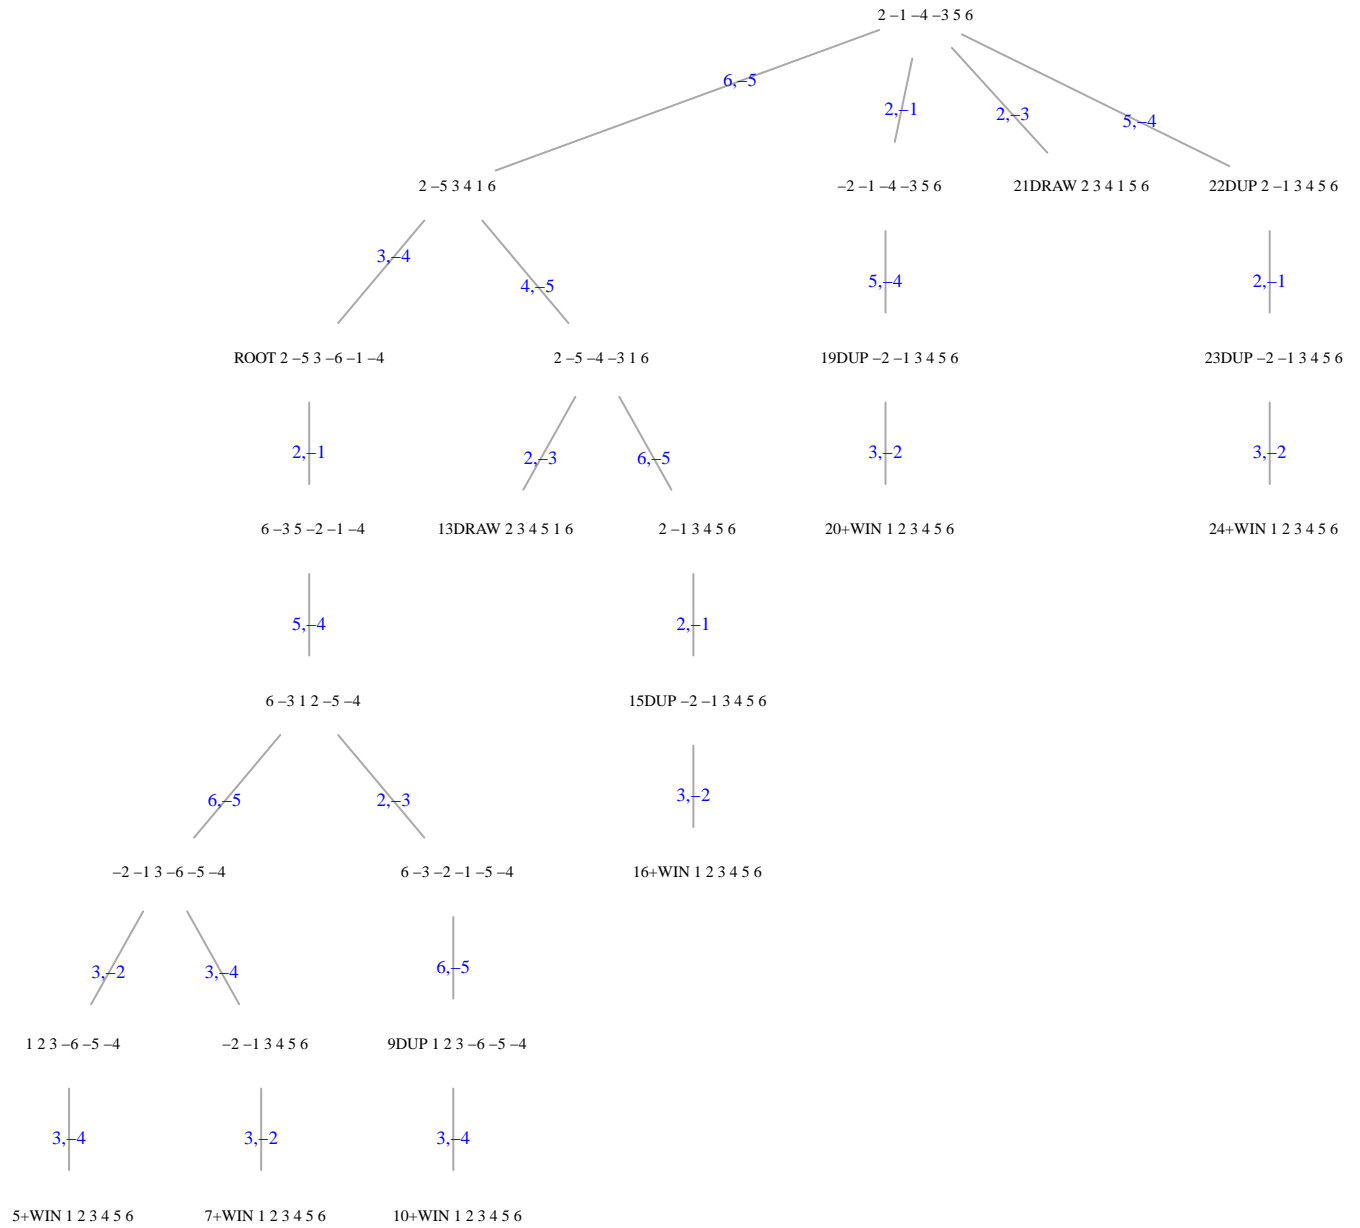 2 –1 –4 –3 5 6
6,–5
2,–1
2,–3
5,–4
2 –5 3 4 1 6
–2 –1 –4 –3 5 6
21DRAW 2 3 4 1 5 6
22DUP 2 –1 3 4 5 6
3,–4
4,–5
5,–4
2,–1
ROOT 2 –5 3 –6 –1 –4
2 –5 –4 –3 1 6
19DUP –2 –1 3 4 5 6
23DUP –2 –1 3 4 5 6
2,–1
2,–3
6,–5
3,–2
3,–2
6 –3 5 –2 –1 –4
13DRAW 2 3 4 5 1 6
2 –1 3 4 5 6
20+WIN 1 2 3 4 5 6
24+WIN 1 2 3 4 5 6
5,–4
2,–1
6 –3 1 2 –5 –4
15DUP –2 –1 3 4 5 6
6,–5
2,–3
3,–2
–2 –1 3 –6 –5 –4
6 –3 –2 –1 –5 –4
16+WIN 1 2 3 4 5 6
3,–2
3,–4
6,–5
1 2 3 –6 –5 –4
–2 –1 3 4 5 6
9DUP 1 2 3 –6 –5 –4
3,–4
3,–2
3,–4
5+WIN 1 2 3 4 5 6
7+WIN 1 2 3 4 5 6
10+WIN 1 2 3 4 5 6